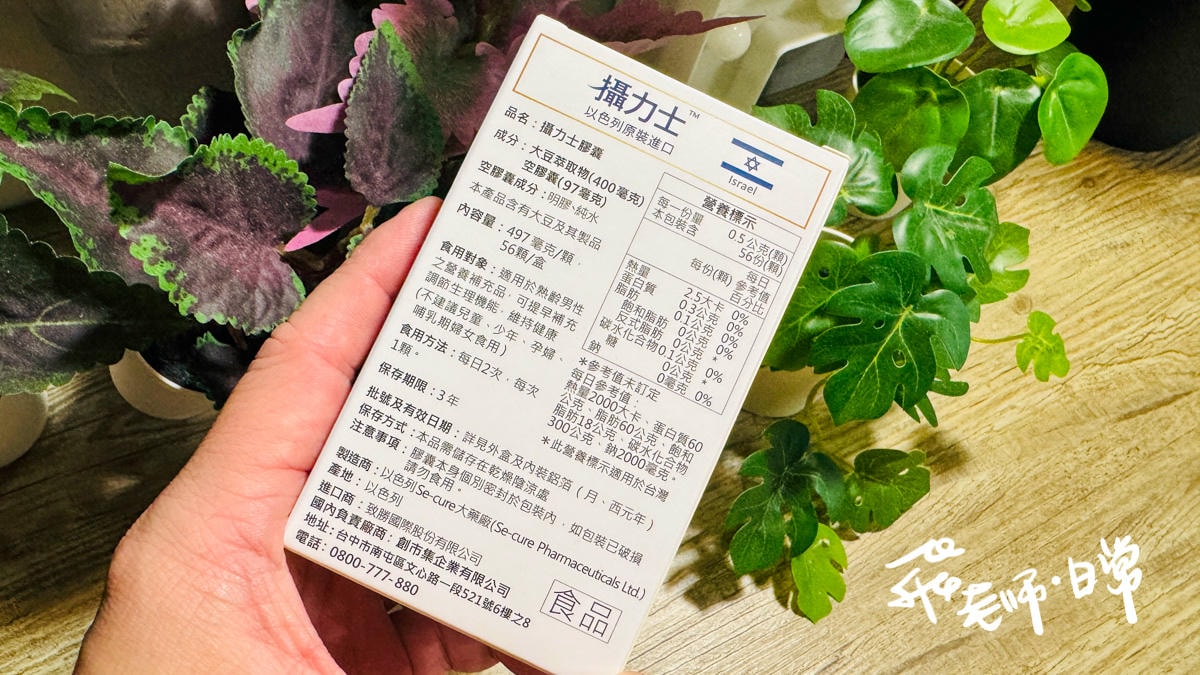 攝力士™
以色列原裝進口
Israel
品名：攝力士膠囊
成分：大豆萃取物(400毫克)
空膠囊(97毫克)
空膠囊成分：明膠、純水
本產品含有大豆及其製品
內容量：497毫克/顆，
56顆/盒
食用對象：適用於熟齡男性
之營養補充品，可提早補充
調節生理機能，維持健康
(不建議兒童、少年、孕婦、
哺乳期婦女食用)
食用方法：每日2次，每次
1顆。
保存期限：3年
批號及有效日期：詳見外盒及內裝鋁箔（月、西元年）
保存方式：本品需儲存在乾燥陰涼處
注意事項：膠囊本身個別密封於包裝內，如包裝已破損
請勿食用。
製造商：以色列Se-cure大藥廠(Se-cure Pharmaceuticals Ltd.)
產地：以色列
進口商：致勝國際股份有限公司
國內負責廠商：創市集企業有限公司
地址：台中市南屯區文心路一段521號6樓之8
電話：0800-777-880
營養標示
每一份量 0.5公克(顆)
本包裝含 56份(顆)
每份(顆) 每日參考值百分比
熱量 2.5大卡 0%
蛋白質 0.3公克 0%
脂肪 0.1公克 0%
飽和脂肪 0公克 0%
反式脂肪 0公克 *
碳水化合物 0.1公克 0%
糖 0公克 *
鈉 0毫克 0%
*參考值未訂定
每日參考值：
熱量2000大卡、蛋白質60
公克、脂肪60公克、飽和
脂肪18公克、碳水化合物
300公克、鈉2000毫克。
*此營養標示適用於台灣
食品
飛老師·日常